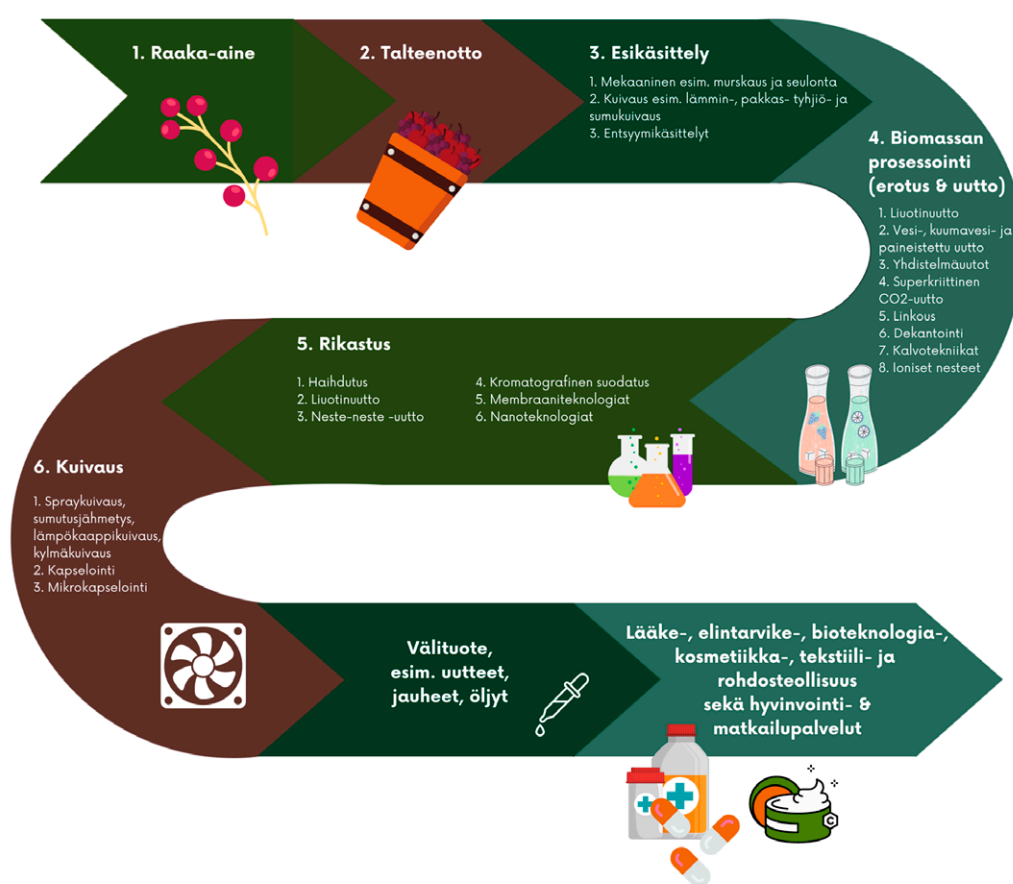 1. Raaka-aine
2. Talteenotto
3. Esikäsittely
1. Mekaaninen esim. murskaus ja seulonta
2. Kuivaus esim. lämmin-, pakkas- tyhjiö- ja
sumukuivaus
3. Entsyymikäsittelyt
4. Biomassan
prosessointi
(erotus & uutto)
1. Liuotinuutto
2. Vesi-, kuumavesi- ja
paineistettu uutto
3. Yhdistelmäuutot
4. Superkriittinen
CO2-uutto
5. Linkous
6. Dekantointi
7. Kalvotekniikat
8. Ioniset nesteet
5. Rikastus
1. Haihdutus
2. Liuotinuutto
3. Neste-neste -uutto
4. Kromatografinen suodatus
5. Membraaniteknologiat
6. Nanoteknologiat
6. Kuivaus
1. Spraykuivaus,
sumutusjähmetys,
lämpökaappikuivaus,
kylmäkuivaus
2. Kapselointi
3. Mikrokapselointi
Välituote,
esim. uutteet,
jauheet, öljyt
Lääke-, elintarvike-, bioteknologia-,
kosmetiikka-, tekstiili- ja
rohdosteollisuus
sekä hyvinvointi- &
matkailupalvelut
C